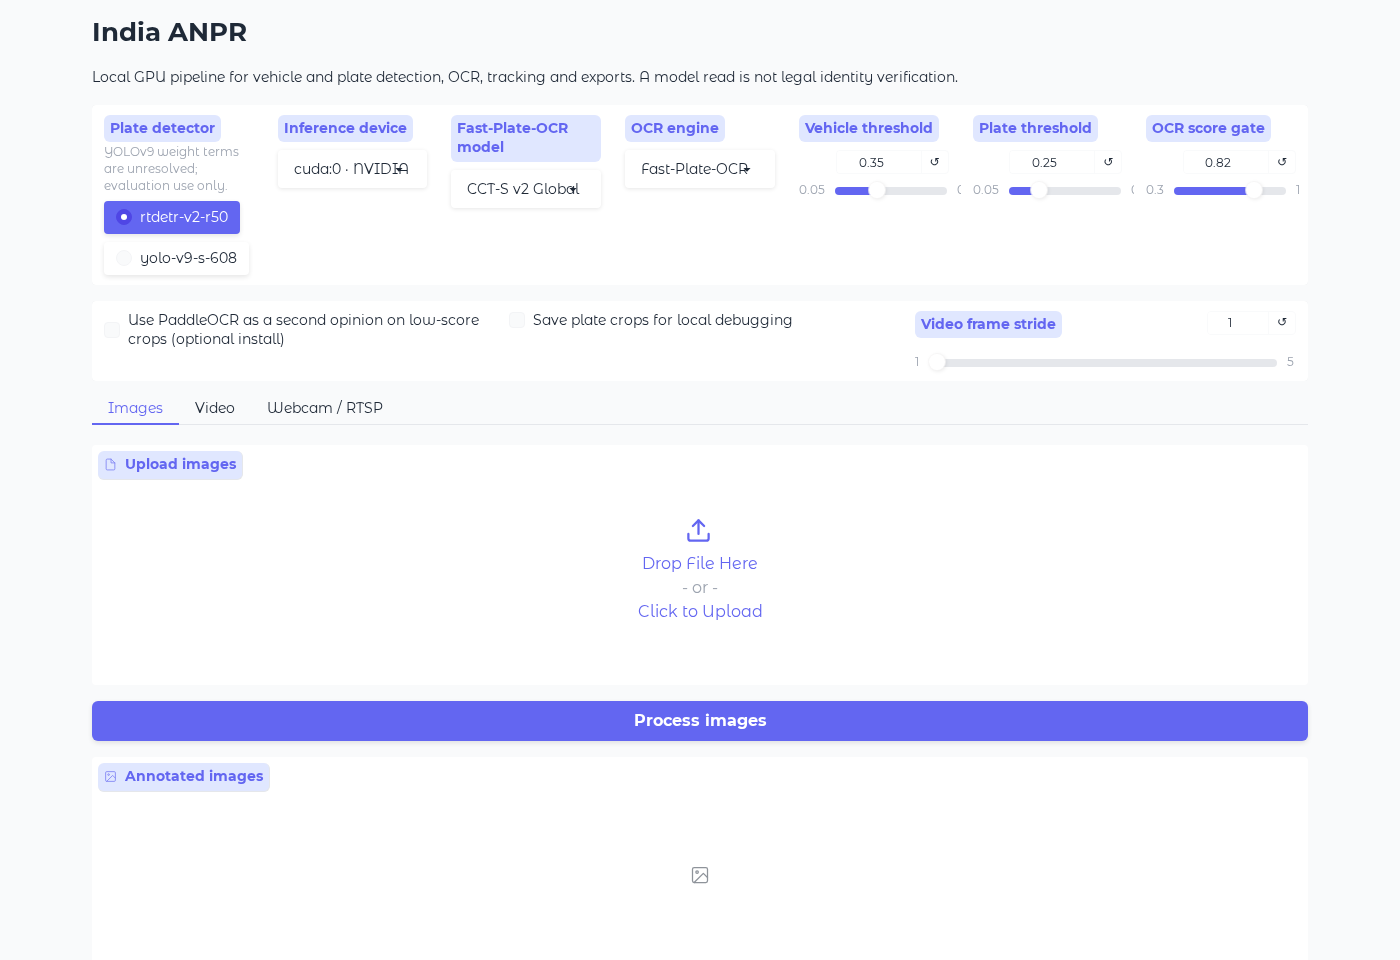 India ANPR
Local GPU pipeline for vehicle and plate detection, OCR, tracking and exports. A model read is not legal identity verification.
Plate detector
YOLOv9 weight terms
are unresolved;
evaluation use only.
rtdetr-v2-r50
yolo-v9-s-608
Inference device
cuda:0 · NVIDIA
Fast-Plate-OCR
model
CCT-S v2 Global
OCR engine
Fast-Plate-OCR
Vehicle threshold
0.35 ↺
0.05
Plate threshold
0.25 ↺
0.05
OCR score gate
0.82 ↺
0.3 1
Use PaddleOCR as a second opinion on low-score
crops (optional install)
Save plate crops for local debugging
Video frame stride
1 ↺
1 5
Images Video Webcam / RTSP
Upload images
Drop File Here
- or -
Click to Upload
Process images
Annotated images